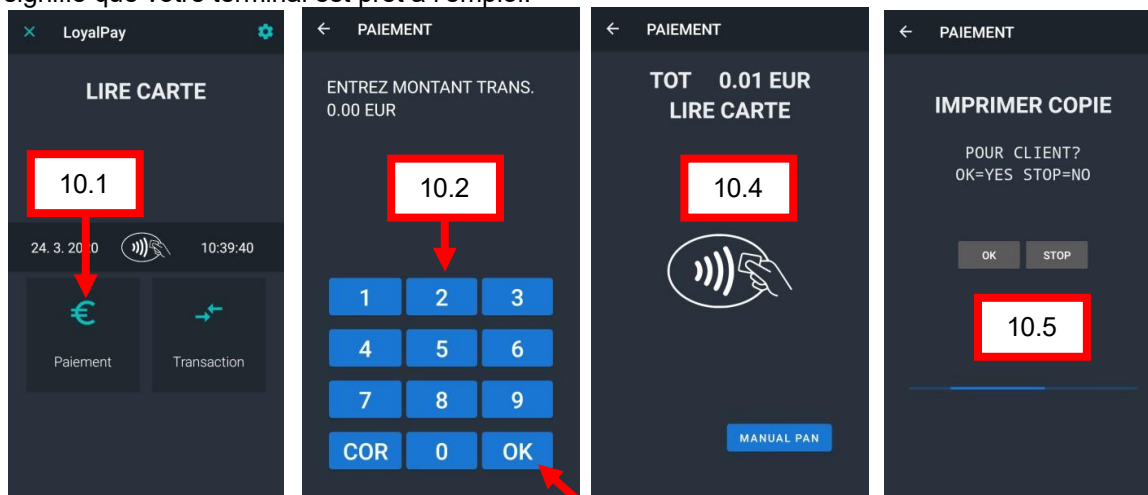 signifie que votre terminal est prêt à l'emploi.
LoyalPay
LIRE CARTE
10.1
24. 3. 2020 10:39:40
Paiement Transaction
PAIEMENT
ENTREZ MONTANT TRANS.
0.00 EUR
10.2
1 2 3
4 5 6
7 8 9
COR 0 OK
PAIEMENT
TOT 0.01 EUR
LIRE CARTE
10.4
MANUAL PAN
PAIEMENT
IMPRIMER COPIE
POUR CLIENT?
OK=YES STOP=NO
OK STOP
10.5